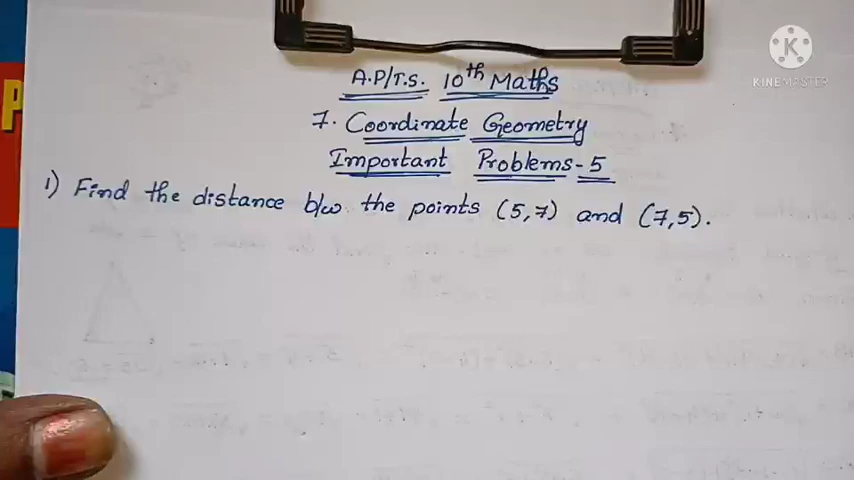 A.P/T.S. 10th Maths
7. Coordinate Geometry
Important Problems-5
1) Find the distance b/w the points (5,7) and (7,5).
K
KINEMASTER
P